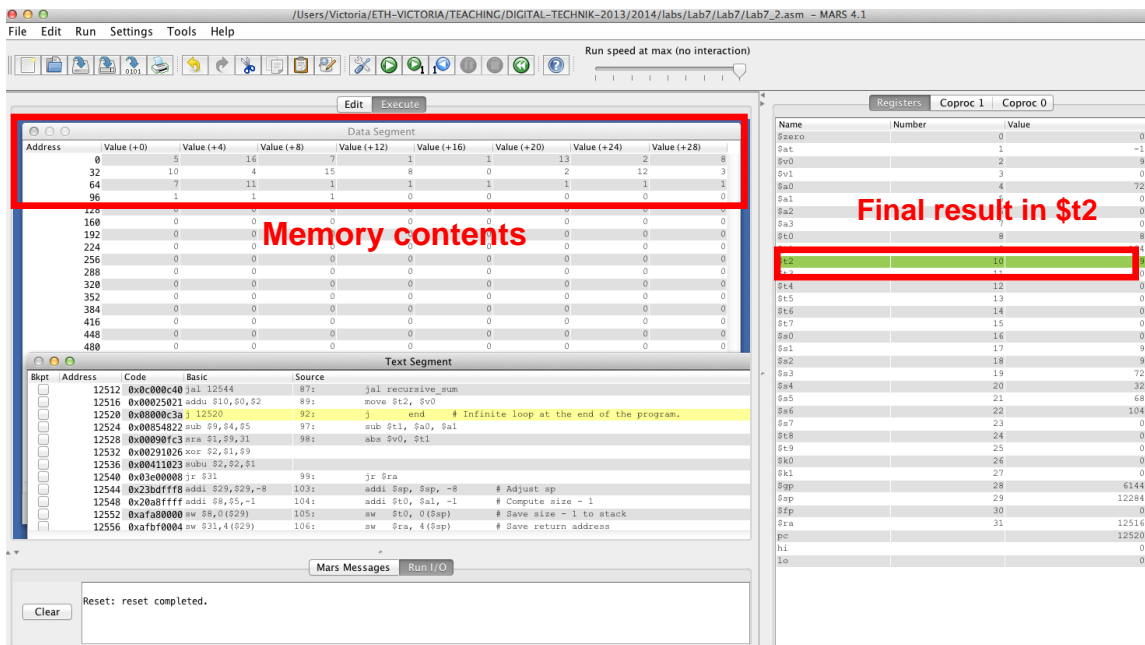 /Users/Victoria/ETH-VICTORIA/TEACHING/DIGITAL-TECHNIK-2013/2014/labs/Lab7/Lab7/Lab7_2.asm - MARS 4.1
File Edit Run Settings Tools Help
Run speed at max (no interaction)
Edit Execute
Data Segment
Address Value (+0) Value (+4) Value (+8) Value (+12) Value (+16) Value (+20) Value (+24) Value (+28)
0 5 16 7 1 1 13 2 8
32 10 4 15 8 0 2 12 3
64 7 11 1 1 1 1 1 1
96 1 1 1 0 0 0 0 0
128 0 0 0 0 0 0 0 0
160 0 0 0 0 0 0
192 0 0 0 0 0
224 0 0 0 0 0 0
256 0 0 0 0 0 0 0 0
288 0 0 0 0 0 0 0 0
320 0 0 0 0 0 0 0 0
352 0 0 0 0 0 0 0 0
384 0 0 0 0 0 0 0 0
416 0 0 0 0 0 0 0 0
448 0 0 0 0 0 0 0 0
480 0 0 0 0 0 0 0 0
Memory contents
Text Segment
Bkpt Address Code Basic Source
12512 0x0c000c40 jal 12544 87: jal recursive_sum
12516 0x00025021 addu $10,$0,$2 89: move $t2, $v0
12520 0x08000c3a j 12520 92: j end # Infinite loop at the end of the program.
12524 0x00854822 sub $9,$4,$5 97: sub $t1, $a0, $a1
12528 0x00090fc3 sra $1,$9,31 98: abs $v0, $t1
12532 0x00291026 xor $2,$1,$9
12536 0x00411023 subu $2,$2,$1
12540 0x03e00008 jr $31 99: jr $ra
12544 0x23bdfff8 addi $29,$29,-8 103: addi $sp, $sp, -8 # Adjust sp
12548 0x20a8ffff addi $8,$5,-1 104: addi $t0, $a1, -1 # Compute size - 1
12552 0xafa80000 sw $8,0($29) 105: sw $t0, 0($sp) # Save size - 1 to stack
12556 0xafbf0004 sw $31,4($29) 106: sw $ra, 4($sp) # Save return address
Mars Messages Run I/O
Clear
Reset: reset completed.
Registers Coproc 1 Coproc 0
Name Number Value
$zero 0 0
$at 1 -1
$v0 2 9
$v1 3 0
$a0 4 72
$a1 0
$a2 0
$a3 7 0
$t0 8 8
Final result in $t2
$t2 10 9
$t3 11 0
$t4 12 0
$t5 13 0
$t6 14 0
$t7 15 0
$s0 16 0
$s1 17 9
$s2 18 9
$s3 19 72
$s4 20 32
$s5 21 68
$s6 22 104
$s7 23 0
$t8 24 0
$t9 25 0
$k0 26 0
$k1 27 0
$gp 28 6144
$sp 29 12284
$fp 30 0
$ra 31 12516
pc 12520
hi 0
lo 0